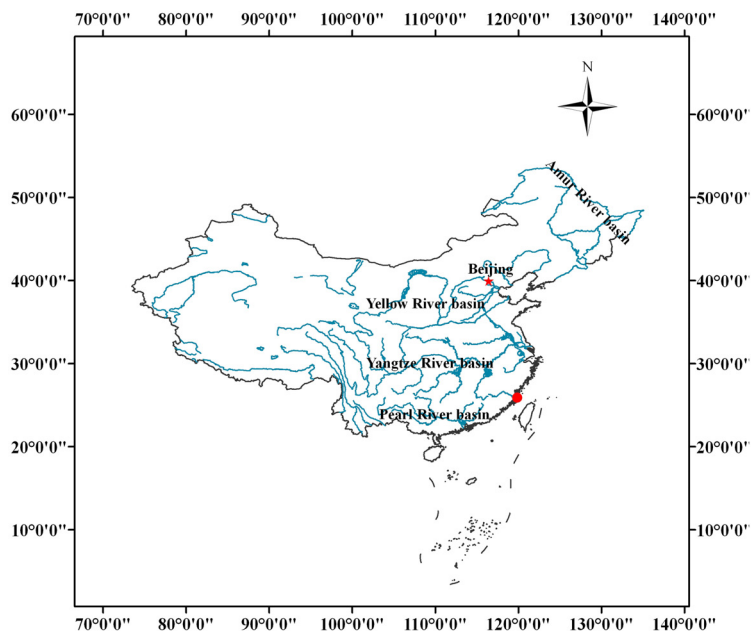 70°0'0" 80°0'0" 90°0'0" 100°0'0" 110°0'0" 120°0'0" 130°0'0" 140°0'0"
N
60°0'0" 60°0'0"
Amur River basin
50°0'0" 50°0'0"
Beijing
40°0'0" 40°0'0"
Yellow River basin
Yangtze River basin
30°0'0" 30°0'0"
Pearl River basin
20°0'0" 20°0'0"
10°0'0" 10°0'0"
70°0'0" 80°0'0" 90°0'0" 100°0'0" 110°0'0" 120°0'0" 130°0'0" 140°0'0"